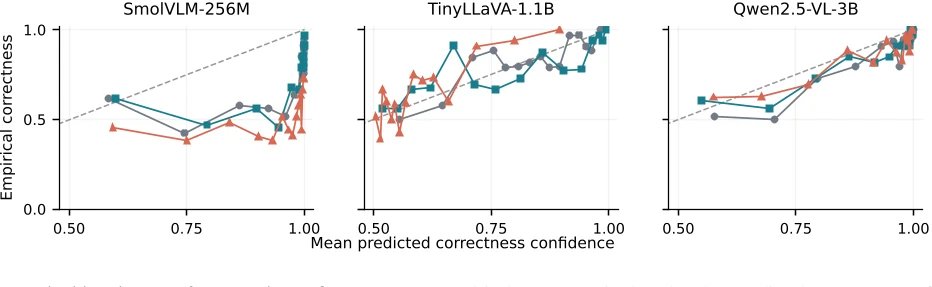 SmolVLM-256M
TinyLLaVA-1.1B
Qwen2.5-VL-3B
Empirical correctness
1.0
0.5
0.0
0.50 0.75 1.00
0.50 0.75 1.00
0.50 0.75 1.00
Mean predicted correctness confidence